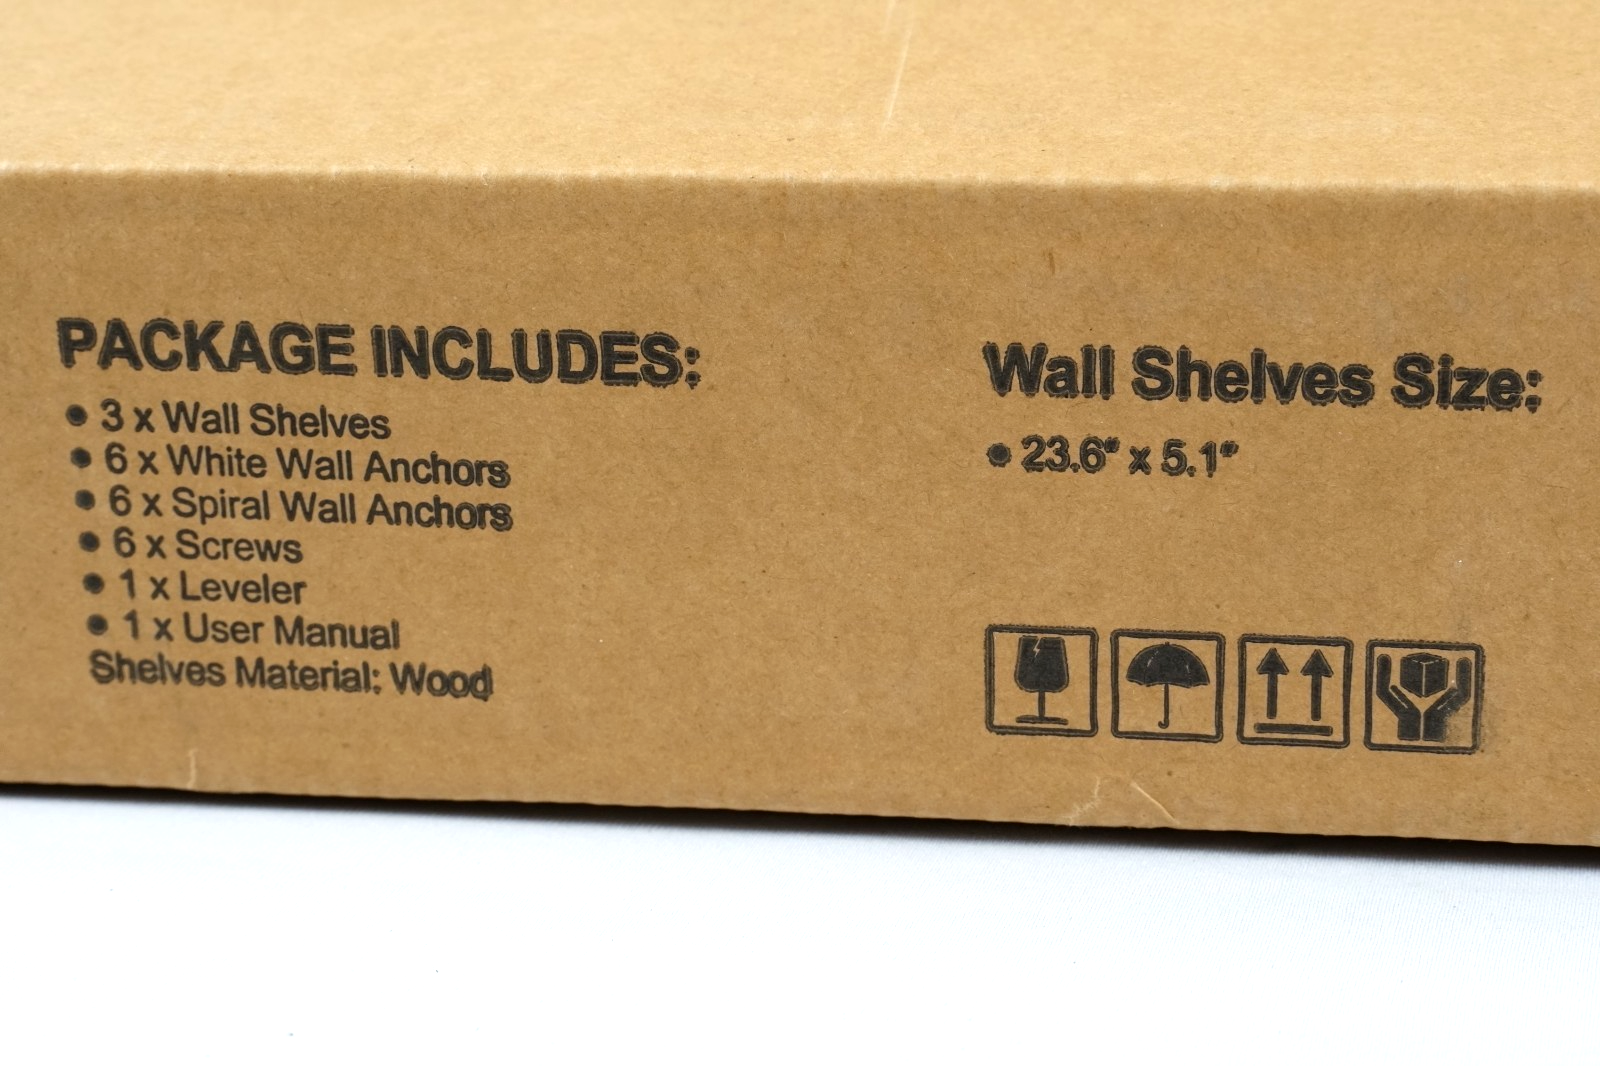 PACKAGE INCLUDES:
● 3 x Wall Shelves
● 6 x White Wall Anchors
● 6 x Spiral Wall Anchors
● 6 x Screws
● 1 x Leveler
● 1 x User Manual
Shelves Material: Wood
Wall Shelves Size:
● 23.6" x 5.1"